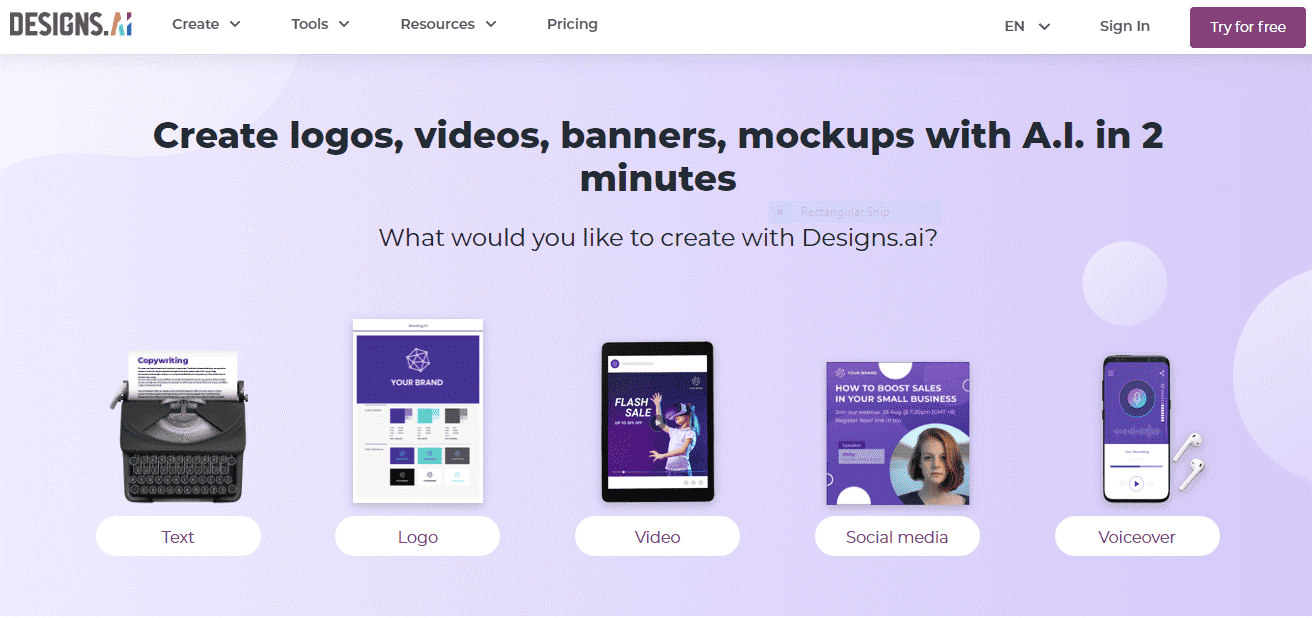 DESIGNS.Ai
Create
Tools
Resources
Pricing
EN
Sign In
Try for free
Create logos, videos, banners, mockups with A.I. in 2
minutes
Rectangular Snip
What would you like to create with Designs.ai?
Copywriting
YOUR BRAND
FLASH
SALE
UP TO 20% OFF
YOUR BRAND
HOW TO BOOST SALES
IN YOUR SMALL BUSINESS
Join our webinar 28 Aug @ 7:30pm (GMT +8)
Register Now! link in bio
Speaker
Abby
Your Recording
Text
Logo
Video
Social media
Voiceover